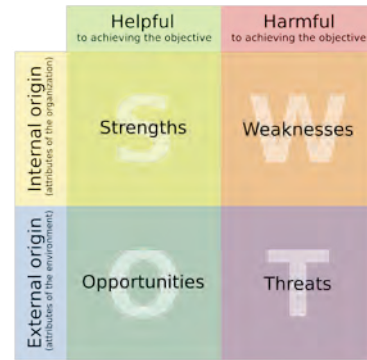 Helpful
to achieving the objective
Harmful
to achieving the objective
Internal origin
(attributes of the organization)
S
Strengths
W
Weaknesses
External origin
(attributes of the environment)
O
Opportunities
T
Threats